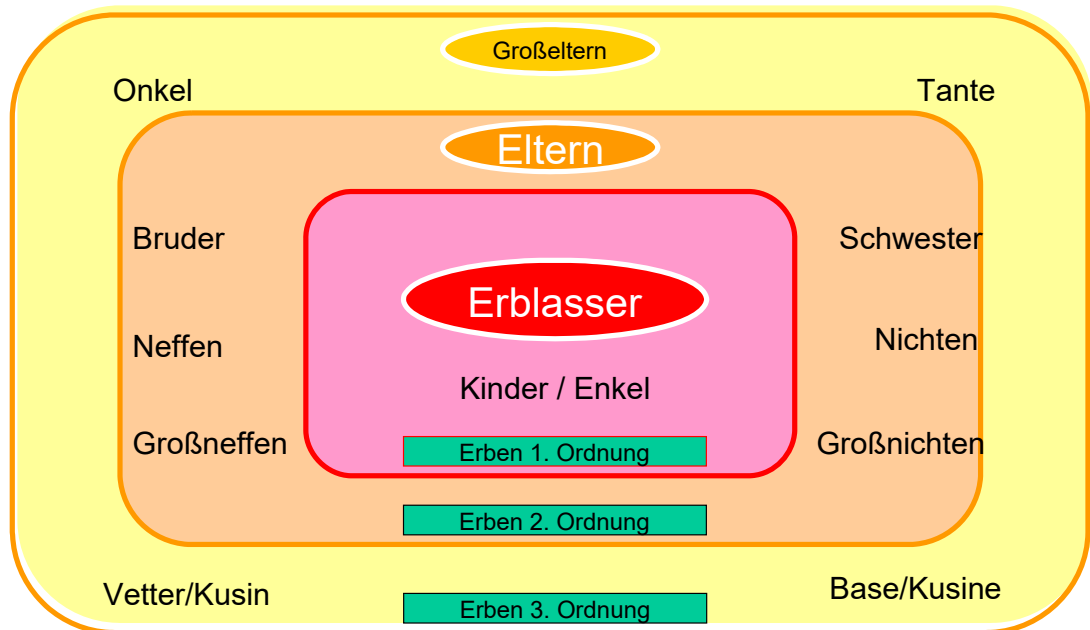 Großeltern
Onkel
Tante
Eltern
Bruder
Schwester
Erblasser
Neffen
Nichten
Kinder / Enkel
Großneffen
Erben 1. Ordnung
Großnichten
Erben 2. Ordnung
Vetter/Kusin
Erben 3. Ordnung
Base/Kusine